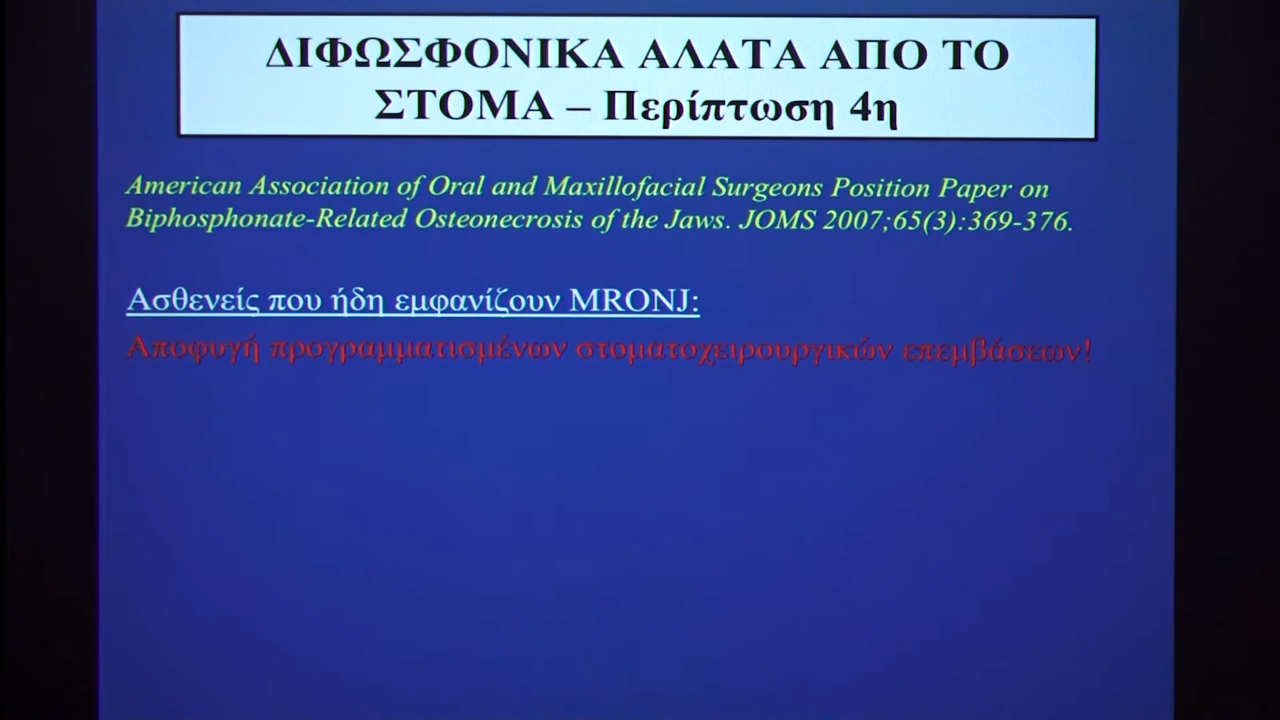 ΔΙΦΩΣΦΟΝΙΚΑ ΑΛΑΤΑ ΑΠΟ ΤΟ
ΣΤΟΜΑ – Περίπτωση 4η
American Association of Oral and Maxillofacial Surgeons Position Paper on
Biphosphonate-Related Osteonecrosis of the Jaws. JOMS 2007;65(3):369-376.
Ασθενείς που ήδη εμφανίζουν MRONJ:
Αποφυγή προγραμματισμένων στοματοχειρουργικών επεμβάσεων!